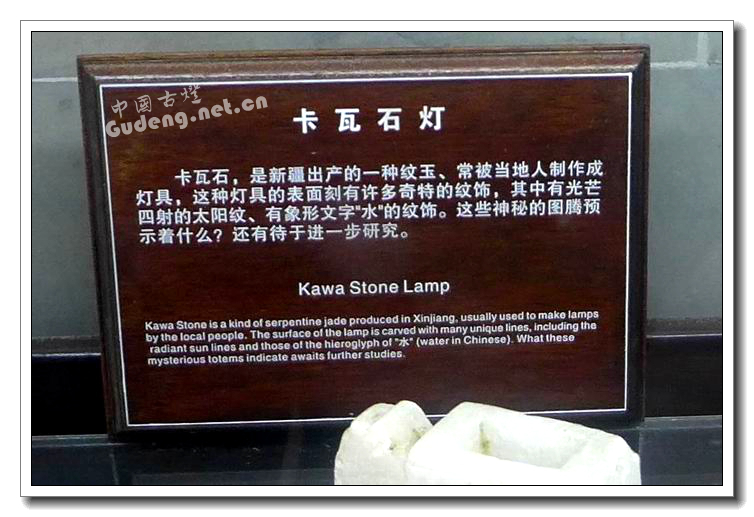 中國古燈
Gudeng.net.cn
卡瓦石灯
卡瓦石，是新疆出产的一种纹玉、常被当地人制作成
灯具，这种灯具的表面刻有许多奇特的纹饰，其中有光芒
四射的太阳纹、有象形文字"水"的纹饰。这些神秘的图腾预
示着什么？还有待于进一步研究。
Kawa Stone Lamp
Kawa Stone is a kind of serpentine jade produced in Xinjiang, usually used to make lamps
by the local people. The surface of the lamp is carved with many unique lines, including the
radiant sun lines and those of the hieroglyph of "水" (water in Chinese). What these
mysterious totems indicate awaits further studies.